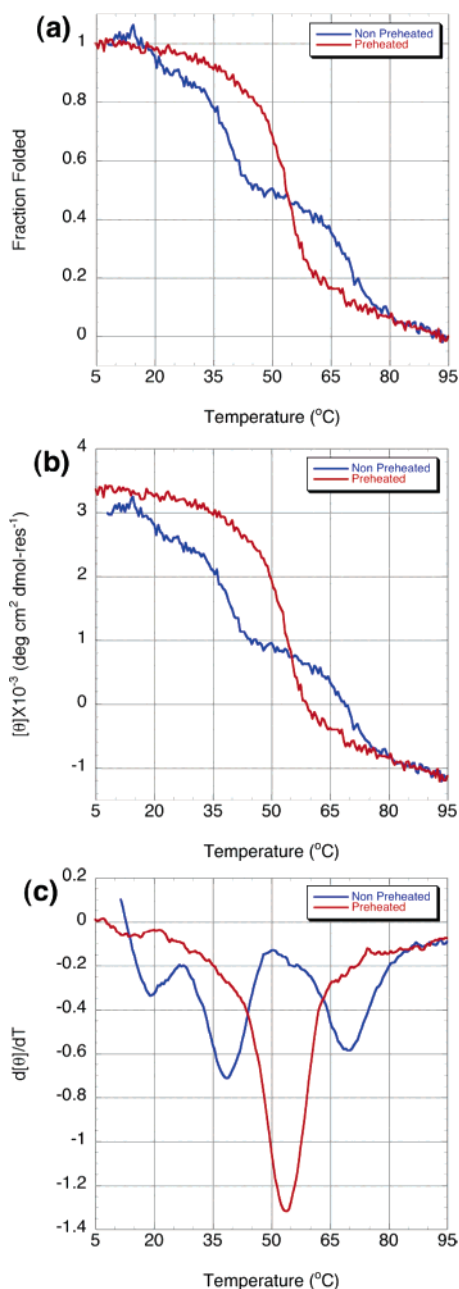 (a)
Non Preheated
Preheated
Fraction Folded
1
0.8
0.6
0.4
0.2
0
5 20 35 50 65 80 95
Temperature (°C)
(b)
Non Preheated
Preheated
[θ]X10⁻³ (deg cm² dmol-res⁻¹)
4
3
2
1
0
-1
5 20 35 50 65 80 95
Temperature (°C)
(c)
Non Preheated
Preheated
d[θ]/dT
0.2
0
-0.2
-0.4
-0.6
-0.8
-1
-1.2
-1.4
5 20 35 50 65 80 95
Temperature (°C)